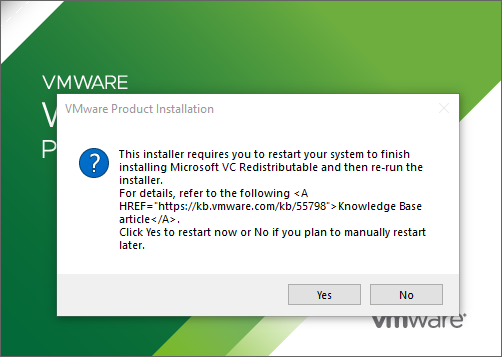 VMWARE
W
P
VMware Product Installation
This installer requires you to restart your system to finish
installing Microsoft VC Redistributable and then re-run the
installer.
For details, refer to the following <A
HREF="https://kb.vmware.com/kb/55798">Knowledge Base
article</A>.
Click Yes to restart now or No if you plan to manually restart
later.
Yes
No
vmware®